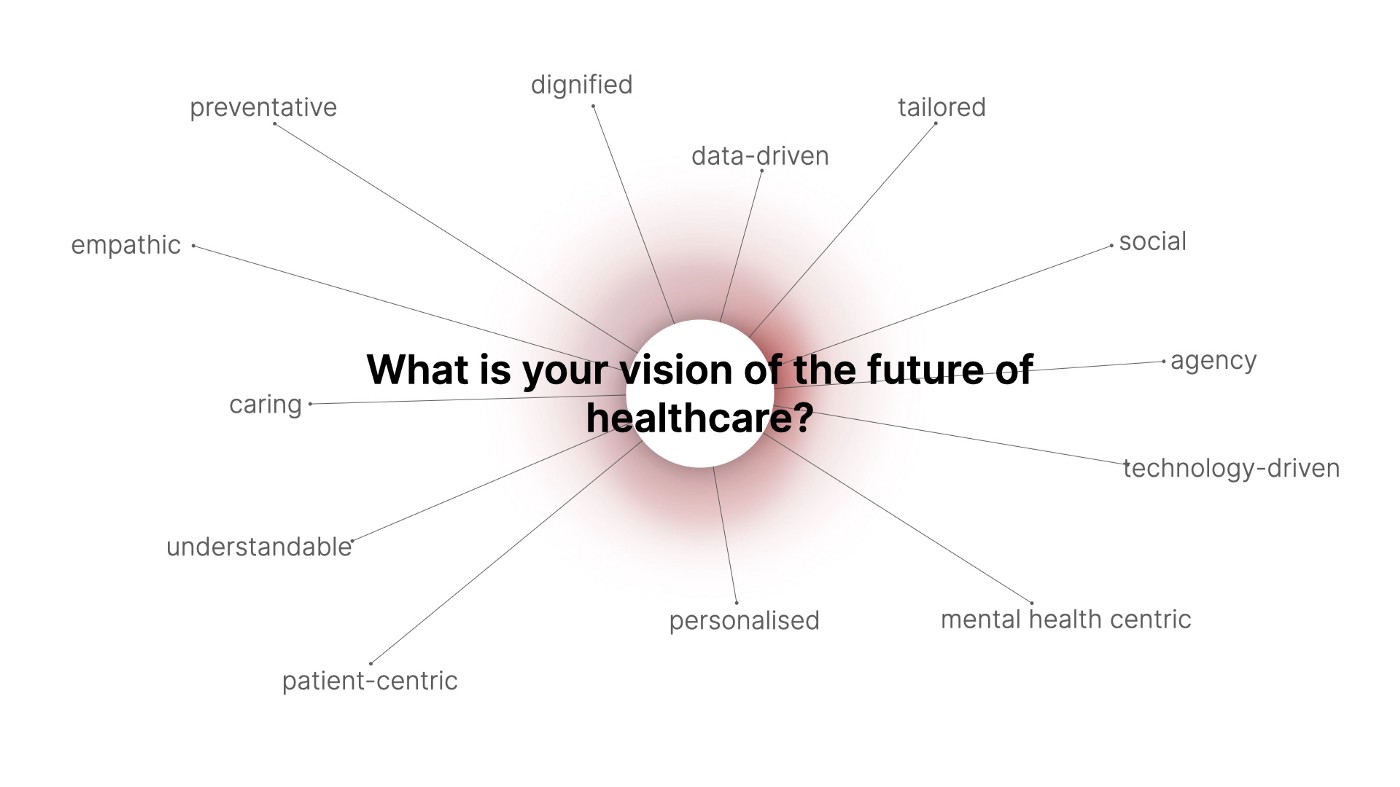 dignified
preventative
tailored
data-driven
social
empathic
agency
What is your vision of the future of
healthcare?
caring
technology-driven
understandable
personalised
mental health centric
patient-centric